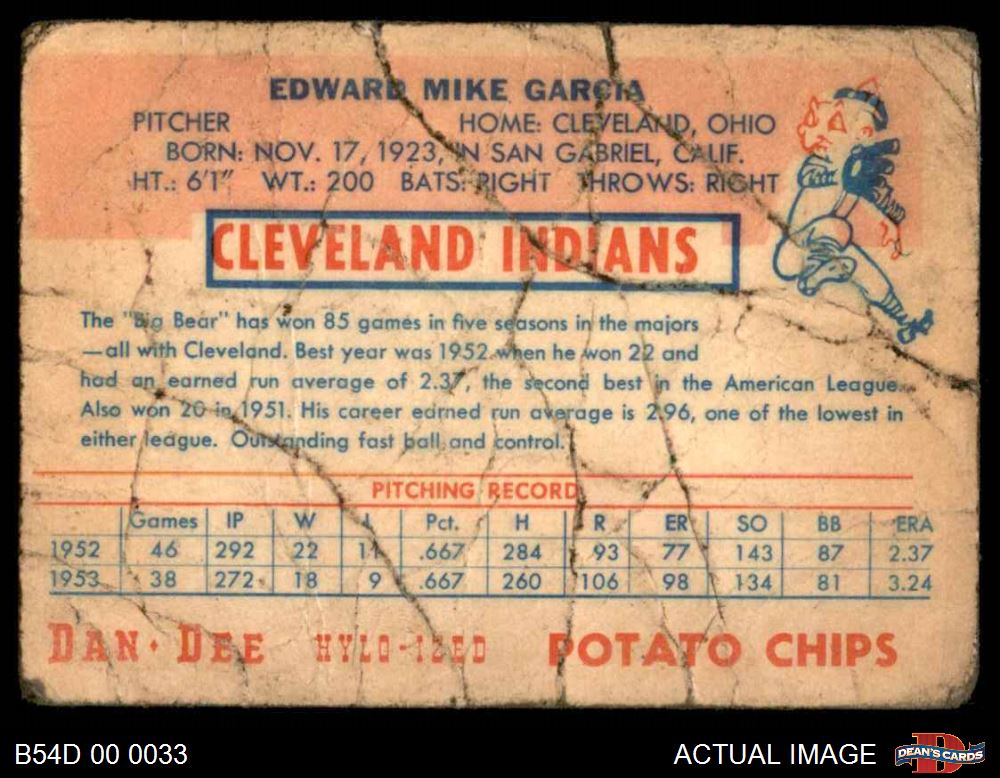 EDWARD MIKE GARCIA
PITCHER HOME: CLEVELAND, OHIO
BORN: NOV. 17, 1923, IN SAN GABRIEL, CALIF.
HT.: 6'1" WT.: 200 BATS: RIGHT THROWS: RIGHT
CLEVELAND INDIANS
The "Big Bear" has won 85 games in five seasons in the majors
—all with Cleveland. Best year was 1952 when he won 22 and
had an earned run average of 2.37, the second best in the American League.
Also won 20 in 1951. His career earned run average is 2.96, one of the lowest in
either league. Outstanding fast ball and control.
PITCHING RECORD
Games IP W L Pct. H R ER SO BB ERA
1952 46 292 22 11 .667 284 93 77 143 87 2.37
1953 38 272 18 9 .667 260 106 98 134 81 3.24
DAN·DEE HYLO-IZED POTATO CHIPS
B54D 00 0033 ACTUAL IMAGE DEAN'S CARDS